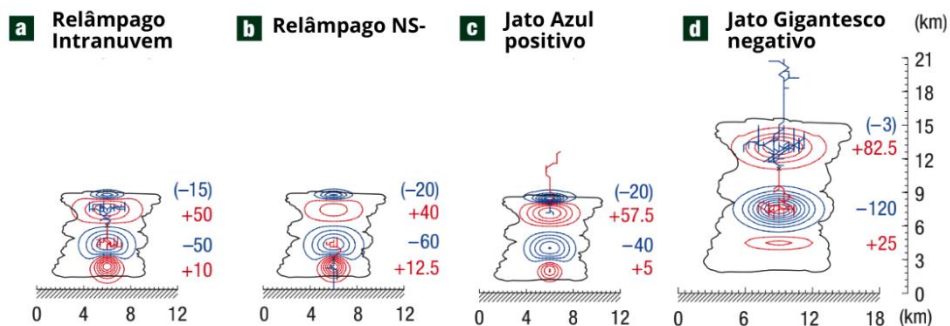 a Relâmpago
Intranuvem
b Relâmpago NS-
c Jato Azul
positivo
d Jato Gigantesco
negativo
(km)
(−15)
+50
−50
+10
(−20)
+40
−60
+12.5
(−20)
+57.5
−40
+5
(−3)
+82.5
−120
+25
21
18
15
12
9
6
3
0
0 4 8 12
0 4 8 12
0 4 8 12
0 6 12 18
(km)